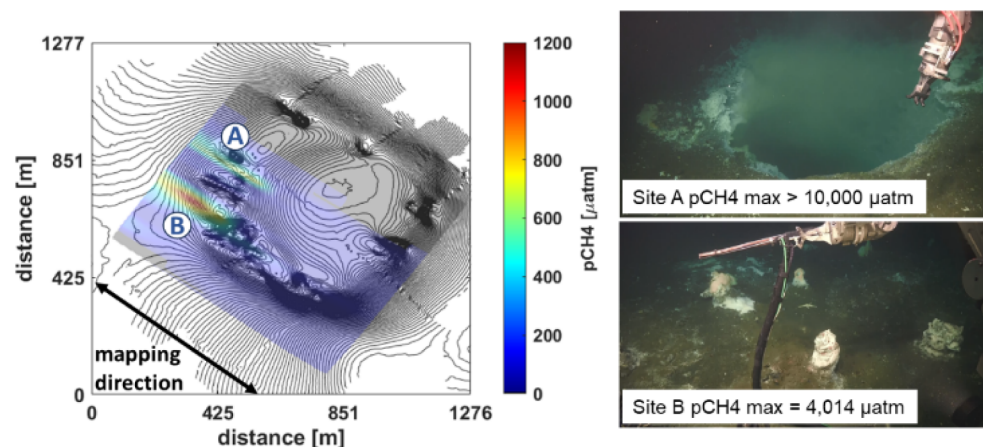 1277
851
425
0
distance [m]
A
B
mapping
direction
0
425
851
1276
distance [m]
1200
1000
800
600
400
200
0
pCH4 [µatm]
Site A pCH4 max > 10,000 µatm
Site B pCH4 max = 4,014 µatm